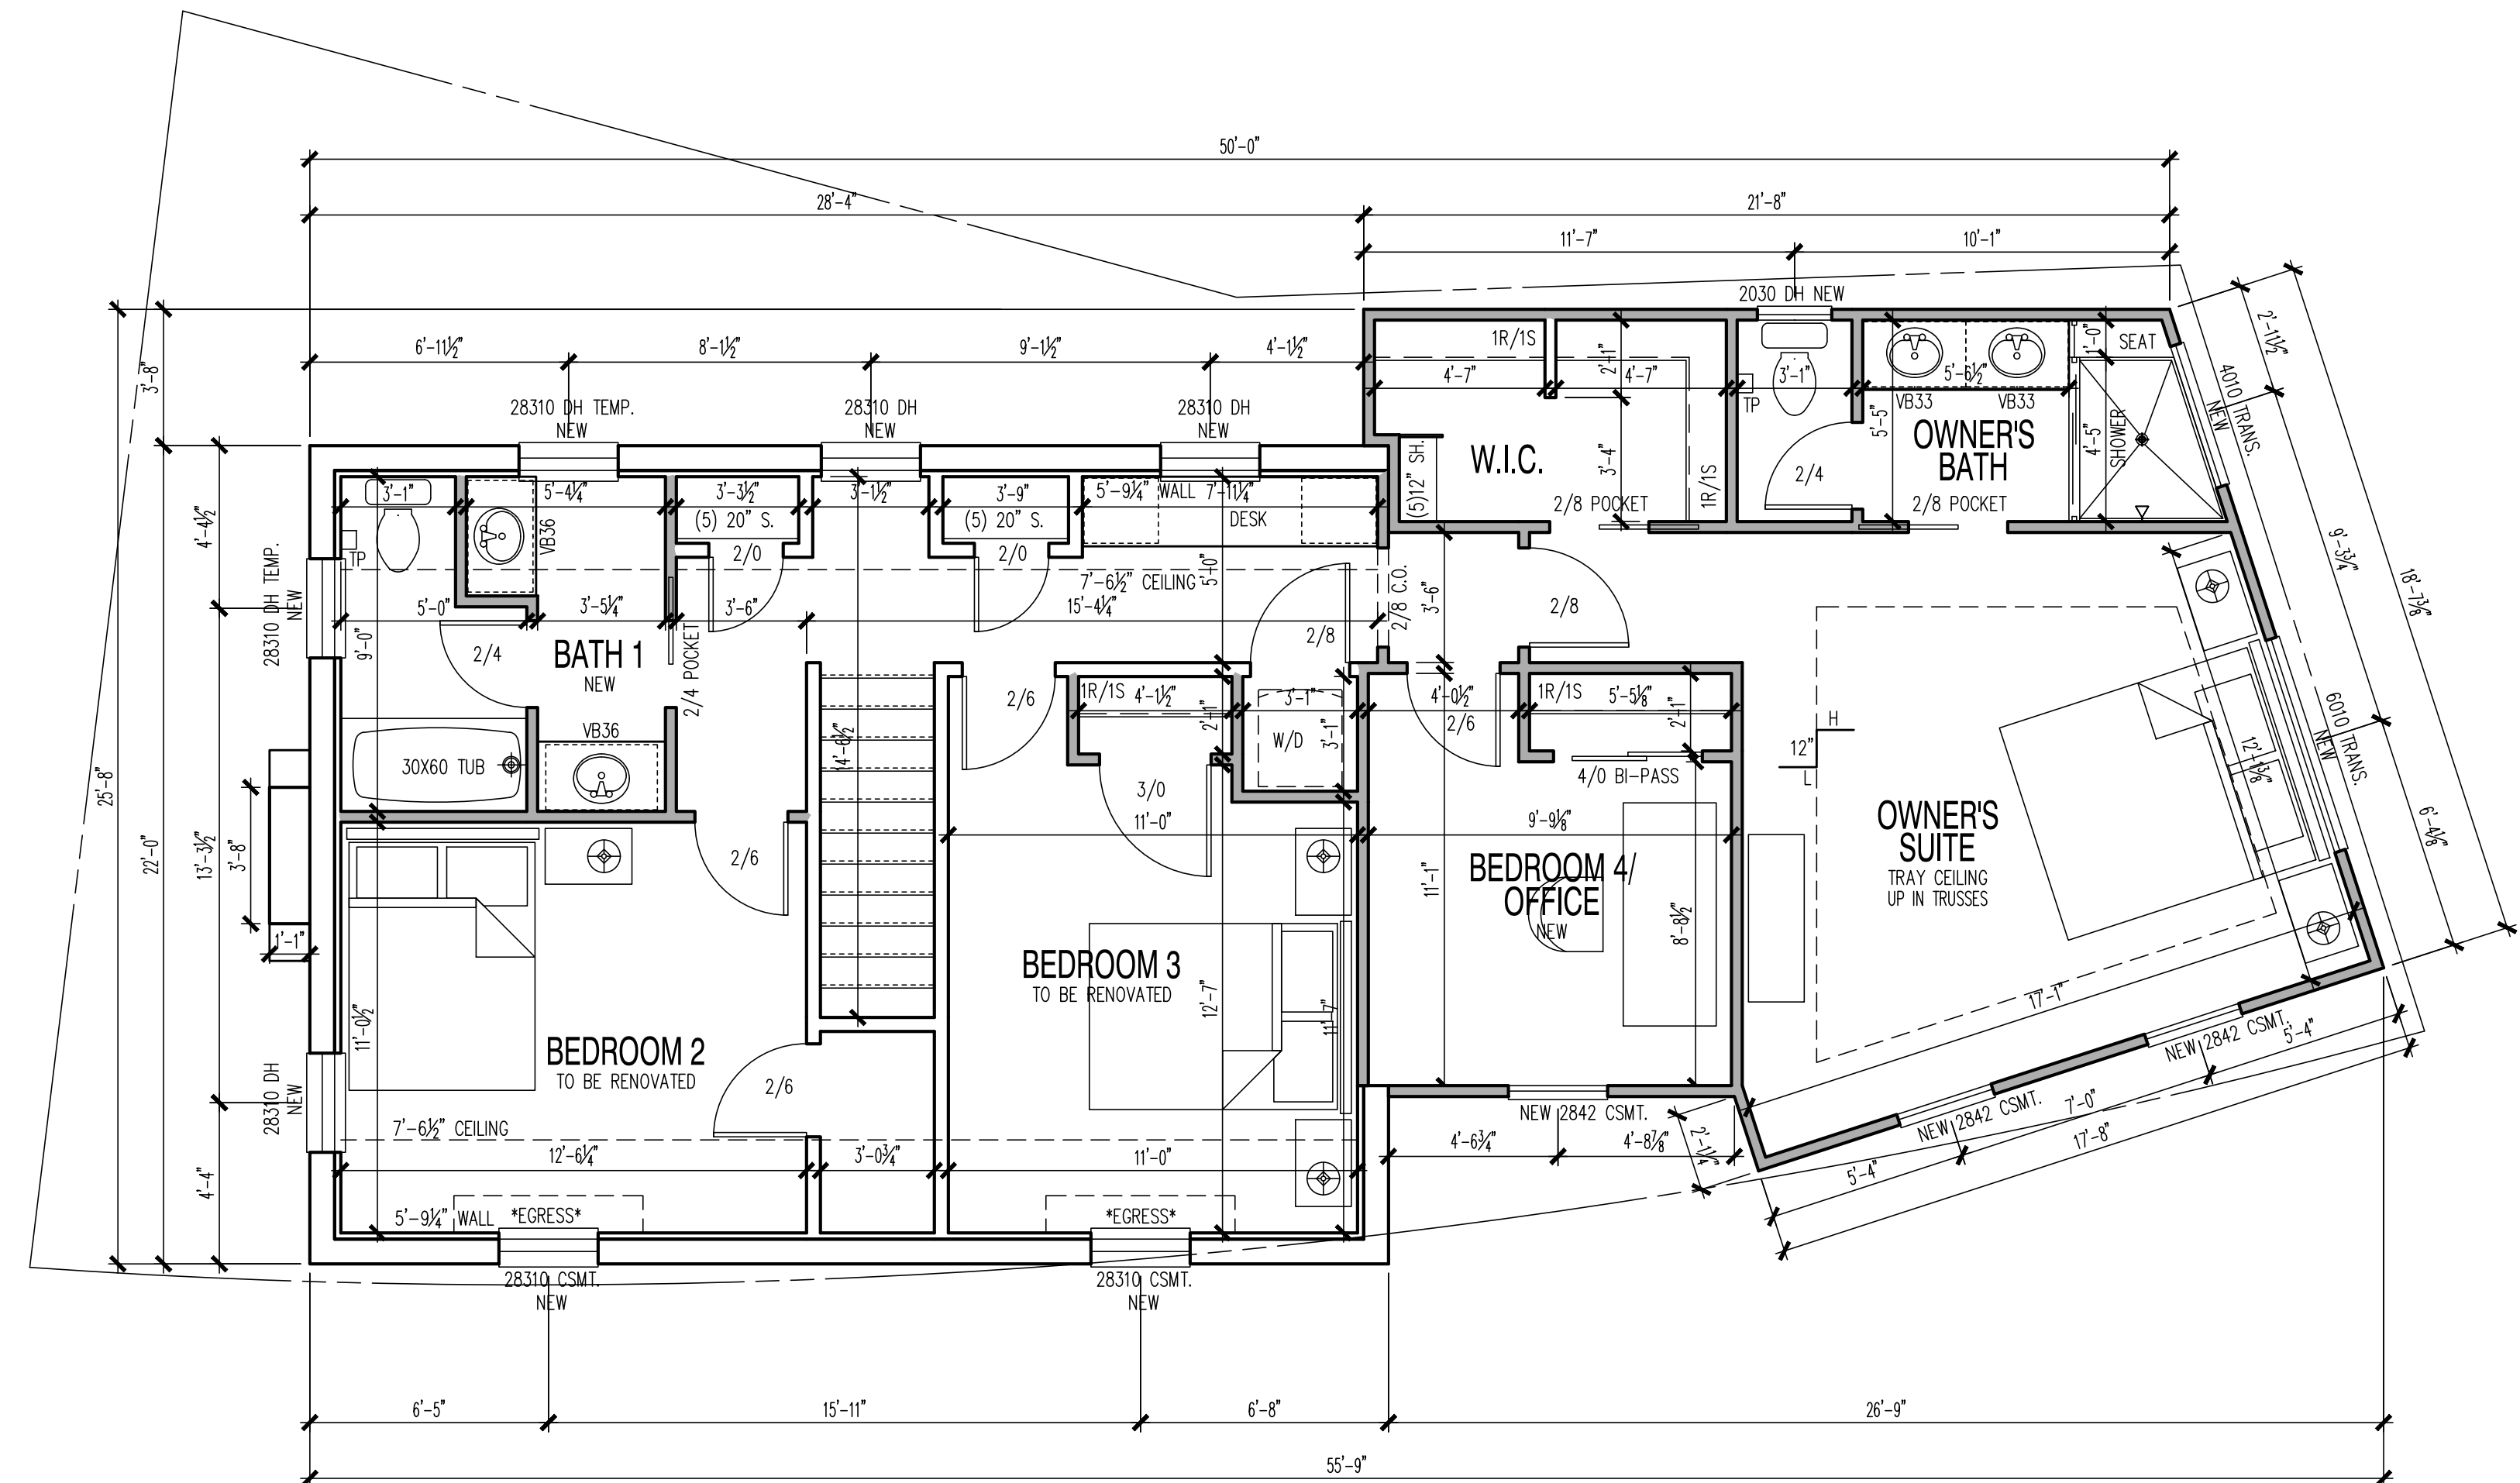 50'-0"
28'-4"
21'-8"
11'-7"
10'-1"
2030 DH NEW
6'-11½"
8'-1½"
9'-1½"
4'-1½"
3'-8"
28310 DH TEMP.
NEW
28310 DH
NEW
28310 DH
NEW
1R/1S
2'-1"
4'-7"
4'-7"
3'-1"
TP
5'-6½"
VB33
VB33
1'-0"
SEAT
4010 TRANS.
NEW
2'-11½"
W.I.C.
(5)12" SH.
3'-4"
1R/1S
2/8 POCKET
2/4
5'-5"
OWNER'S
BATH
2/8 POCKET
4'-5"
SHOWER
9'-3¾"
18'-7⅜"
3'-1"
5'-4¼"
3'-3½"
3'-1½"
3'-9"
5'-9¼" WALL
7'-11¼"
(5) 20" S.
(5) 20" S.
DESK
VB36
TP
2/0
2/0
4'-4½"
28310 DH TEMP.
NEW
7'-6½" CEILING
5'-0"
5'-0"
3'-5¼"
3'-6"
15'-4¼"
2/8
2/8 C.O.
3'-6"
2/8
9'-0"
2/4
BATH 1
NEW
2/4 POCKET
2/6
1R/1S
4'-1½"
2'-1"
3'-1"
W/D
3'-1"
4'-0½"
2/6
1R/1S
5'-5⅛"
2'-1"
4/0 BI-PASS
H
12"
L
12'-1⅜"
6010 TRANS.
NEW
6'-4⅛"
VB36
30X60 TUB
14'-6½"
25'-8"
22'-0"
13'-3½"
3'-8"
1'-1"
2/6
3/0
11'-0"
9'-9⅛"
11'-1"
BEDROOM 4/
OFFICE
NEW
8'-8½"
OWNER'S
SUITE
TRAY CEILING
UP IN TRUSSES
BEDROOM 3
TO BE RENOVATED
12'-7"
11'-7"
17'-1"
11'-0½"
BEDROOM 2
TO BE RENOVATED
2/6
28310 DH
NEW
7'-6½" CEILING
12'-6¼"
3'-0¾"
11'-0"
NEW 2842 CSMT.
4'-6¾"
4'-8⅞"
2'-1¼"
NEW 2842 CSMT.
NEW 2842 CSMT.
5'-4"
7'-0"
5'-4"
17'-8"
4'-4"
5'-9¼" WALL
*EGRESS*
*EGRESS*
28310 CSMT.
NEW
28310 CSMT.
NEW
6'-5"
15'-11"
6'-8"
26'-9"
55'-9"